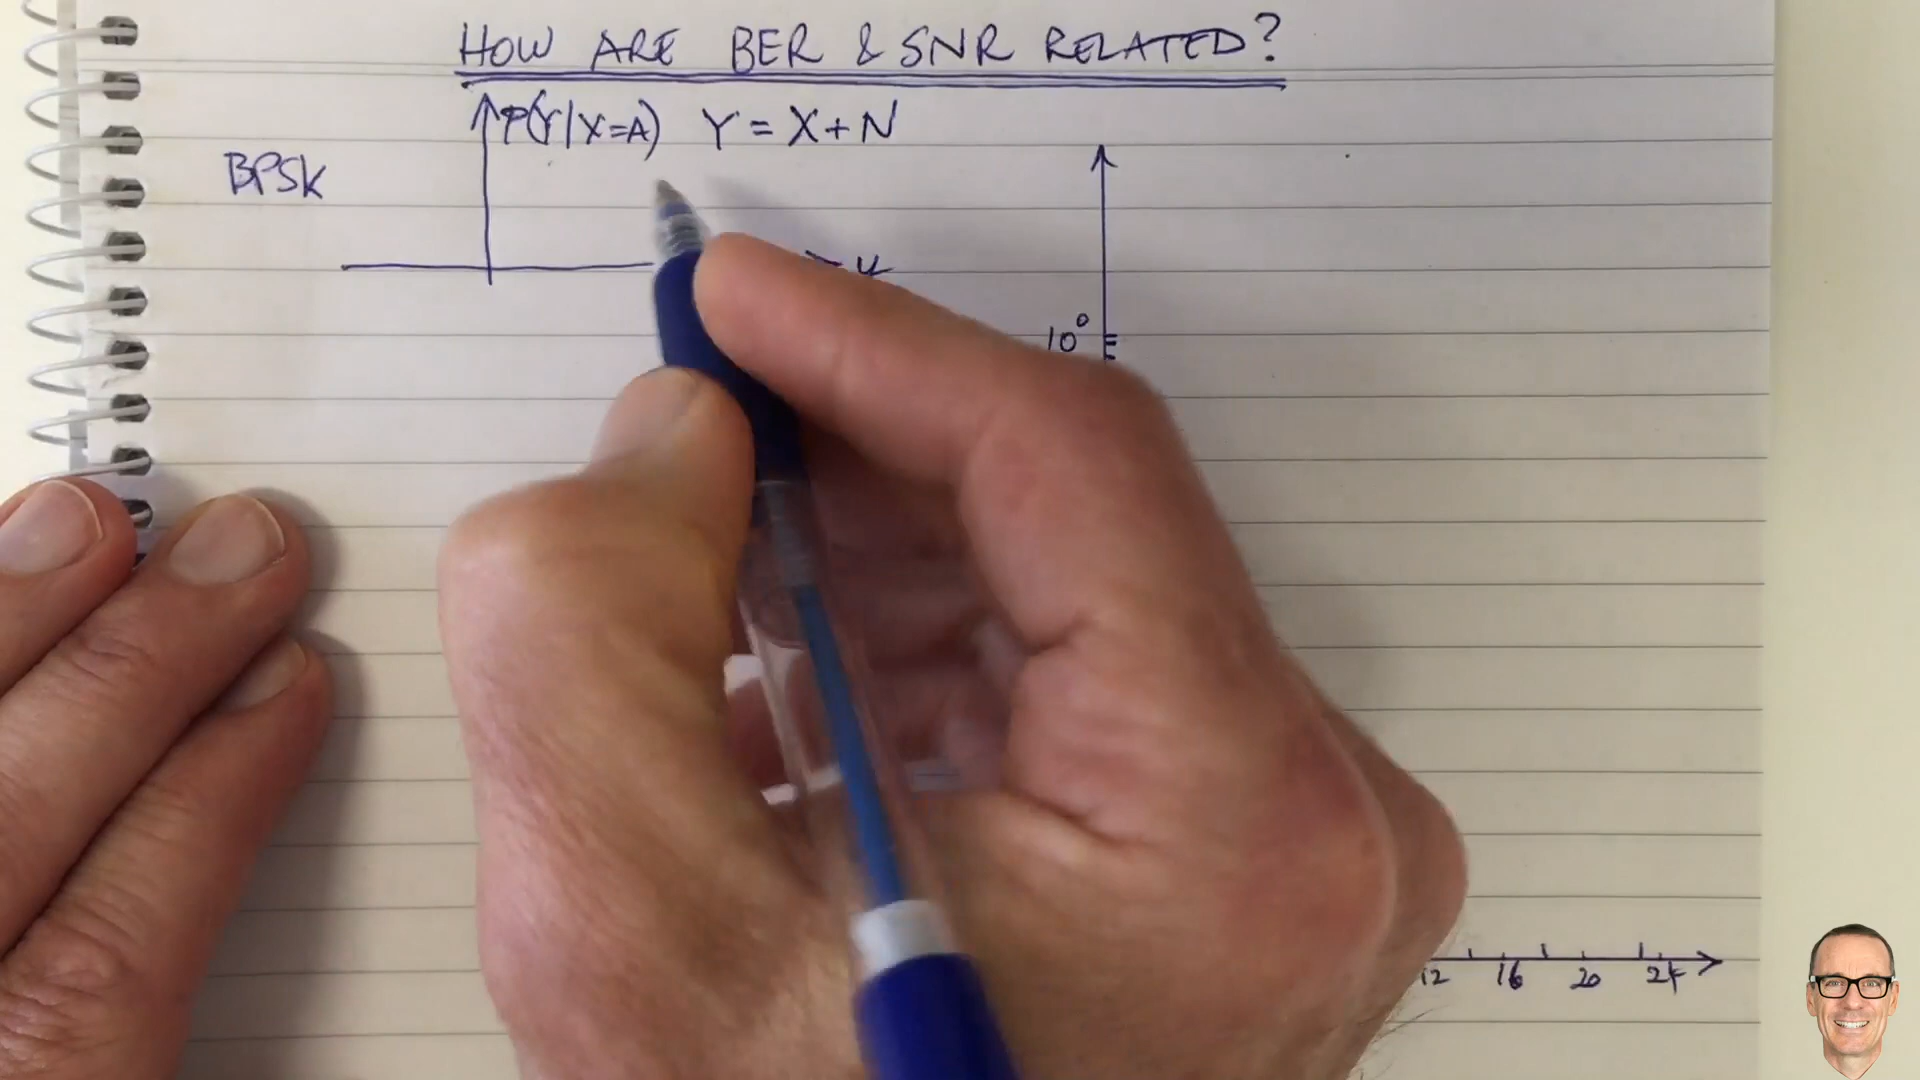 HOW ARE BER & SNR RELATED?
P(Y|X=A) Y = X+N
BPSK
y
10⁰
12 16 20 24